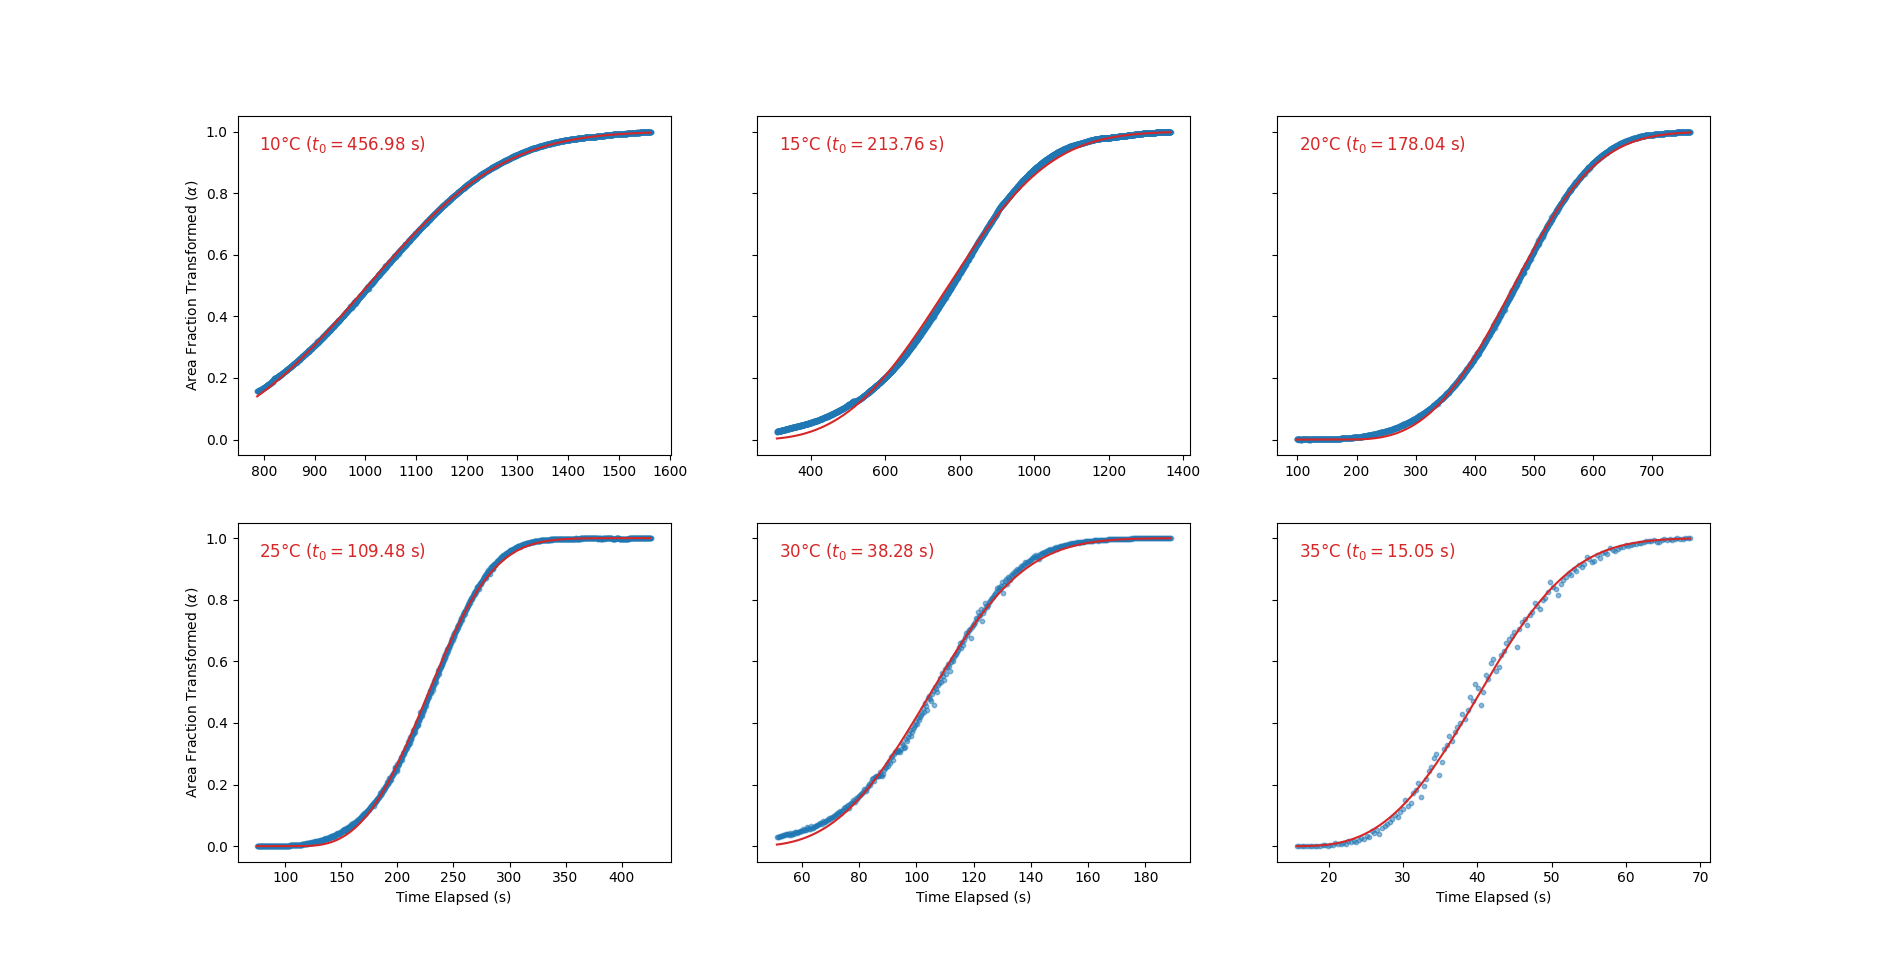 10°C (t₀ = 456.98 s)
15°C (t₀ = 213.76 s)
20°C (t₀ = 178.04 s)
Area Fraction Transformed (α)
1.0
0.8
0.6
0.4
0.2
0.0
800 900 1000 1100 1200 1300 1400 1500 1600
400 600 800 1000 1200 1400
100 200 300 400 500 600 700
25°C (t₀ = 109.48 s)
30°C (t₀ = 38.28 s)
35°C (t₀ = 15.05 s)
Area Fraction Transformed (α)
1.0
0.8
0.6
0.4
0.2
0.0
100 150 200 250 300 350 400
60 80 100 120 140 160 180
20 30 40 50 60 70
Time Elapsed (s)
Time Elapsed (s)
Time Elapsed (s)